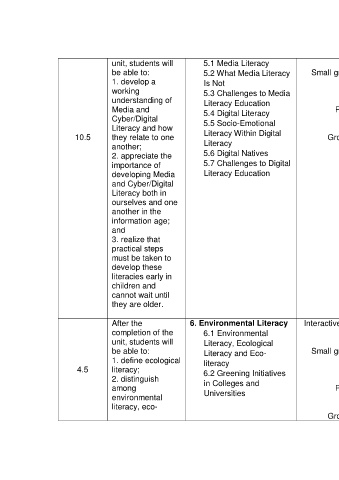 10.5
unit, students will
be able to:
1. develop a
working
understanding of
Media and
Cyber/Digital
Literacy and how
they relate to one
another;
2. appreciate the
importance of
developing Media
and Cyber/Digital
Literacy both in
ourselves and one
another in the
information age;
and
3. realize that
practical steps
must be taken to
develop these
literacies early in
children and
cannot wait until
they are older.
5.1 Media Literacy
5.2 What Media Literacy
Is Not
5.3 Challenges to Media
Literacy Education
5.4 Digital Literacy
5.5 Socio-Emotional
Literacy Within Digital
Literacy
5.6 Digital Natives
5.7 Challenges to Digital
Literacy Education
Small g
Gro
4.5
After the
completion of the
unit, students will
be able to:
1. define ecological
literacy;
2. distinguish
among
environmental
literacy, eco-
6. Environmental Literacy
6.1 Environmental
Literacy, Ecological
Literacy and Eco-
literacy
6.2 Greening Initiatives
in Colleges and
Universities
Interactive
Small g
Gro